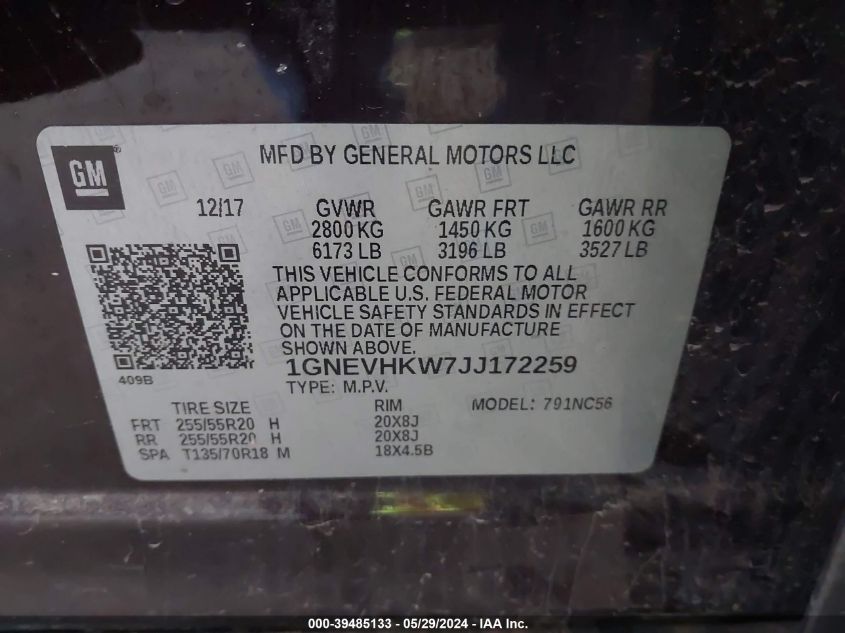 GM
MFD BY GENERAL MOTORS LLC
12/17 GVWR GAWR FRT GAWR RR
2800 KG 1450 KG 1600 KG
6173 LB 3196 LB 3527 LB
THIS VEHICLE CONFORMS TO ALL
APPLICABLE U.S. FEDERAL MOTOR
VEHICLE SAFETY STANDARDS IN EFFECT
ON THE DATE OF MANUFACTURE
SHOWN ABOVE.
409B
1GNEVHKW7JJ172259
TYPE: M.P.V.
TIRE SIZE RIM MODEL: 791NC56
FRT 255/55R20 H 20X8J
RR 255/55R20 H 20X8J
SPA T135/70R18 M 18X4.5B
000-39485133 - 05/29/2024 - IAA Inc.